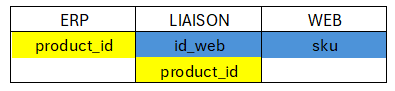 ERP LIAISON WEB
product_id id_web sku
product_id